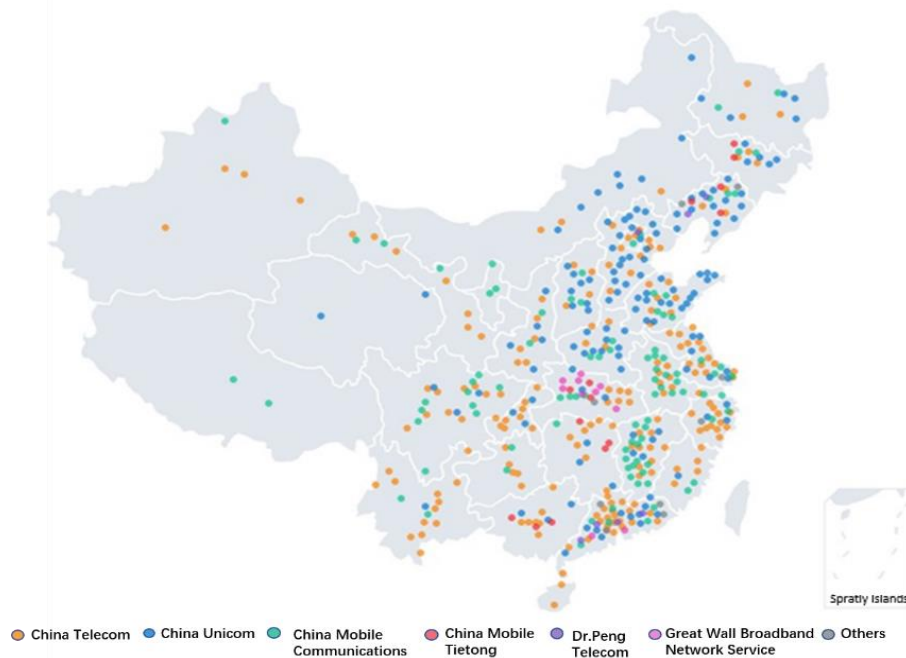 Spratly Islands
China Telecom
China Unicom
China Mobile
Communications
China Mobile
Tietong
Dr.Peng
Telecom
Great Wall Broadband
Network Service
Others